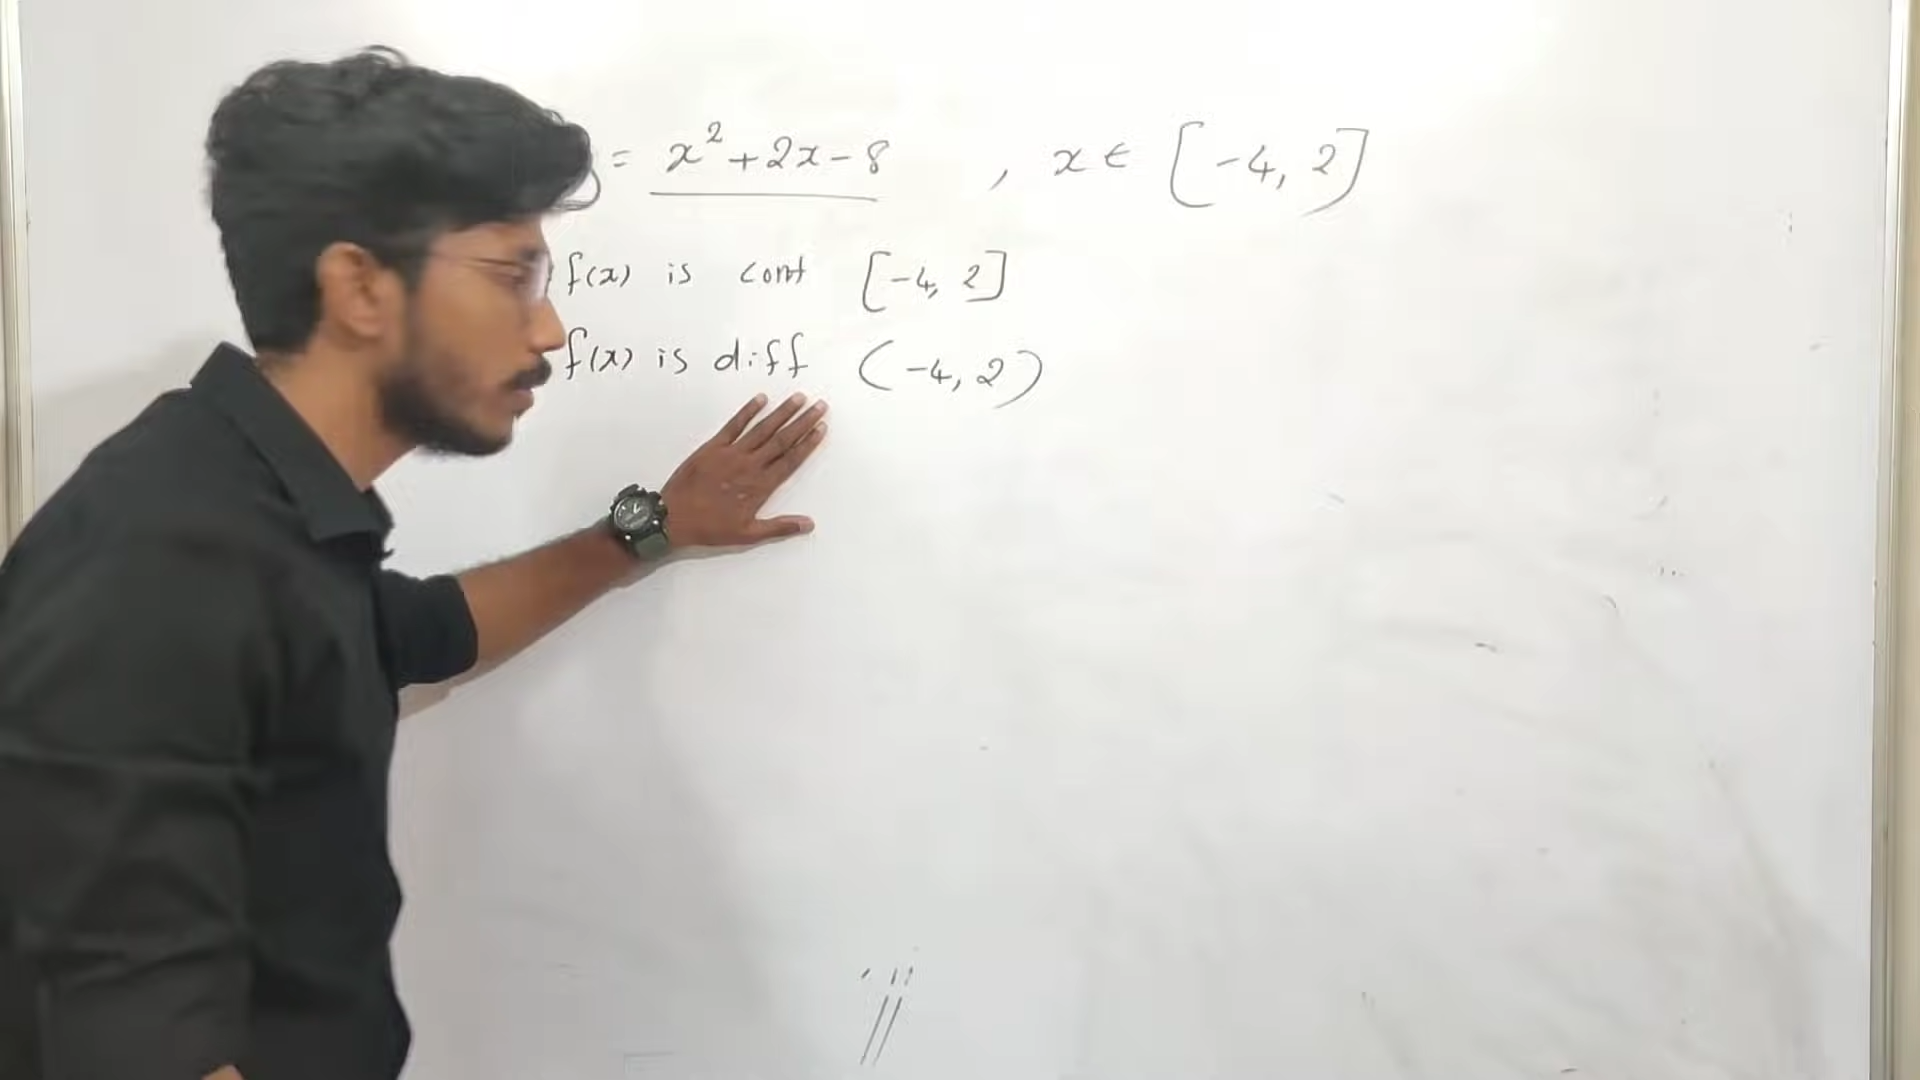 = x² + 2x - 8 , x ∈ [-4, 2]
f(x) is cont [-4, 2]
f(x) is diff (-4, 2)